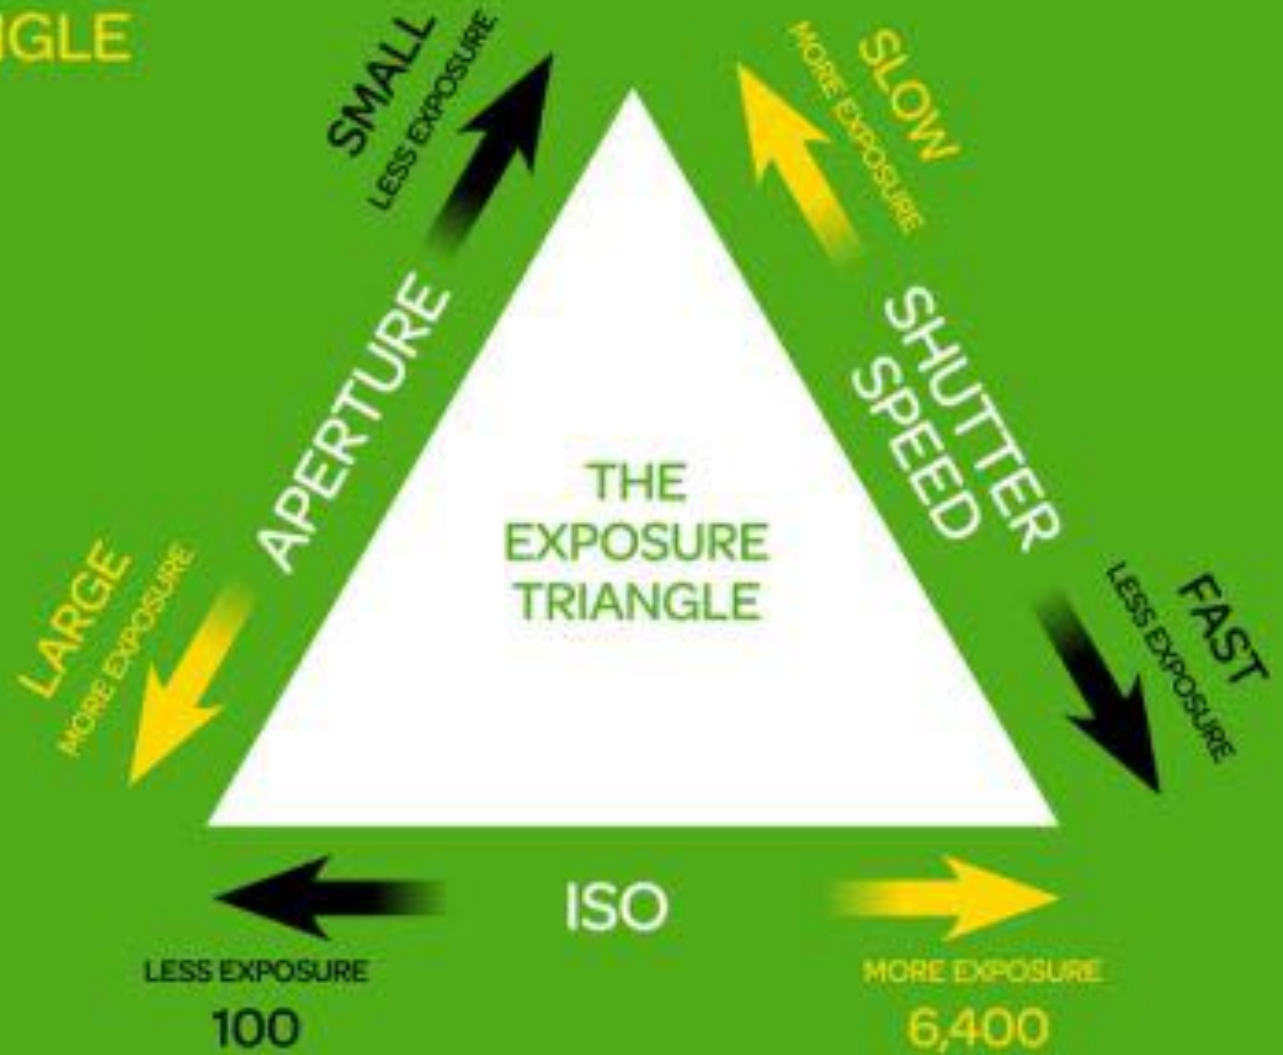 NGLE
SMALL
LESS EXPOSURE
SLOW
MORE EXPOSURE
APERTURE
SHUTTER
SPEED
THE
EXPOSURE
TRIANGLE
LARGE
MORE EXPOSURE
FAST
LESS EXPOSURE
ISO
LESS EXPOSURE
100
MORE EXPOSURE
6,400